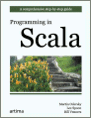 A comprehensive step-by-step guide
Programming in
Scala
artima
Martin Odersky
Lex Spoon
Bill Venners